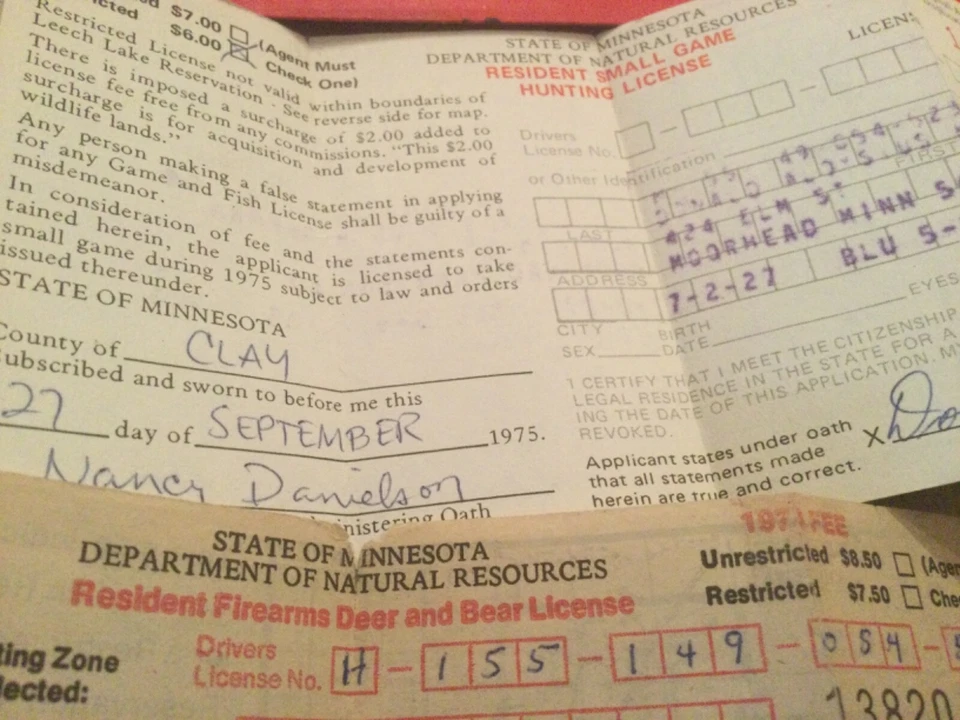 $7.00
$6.00 (Agent Must
Check One)
Restricted License not valid within boundaries of
Leech Lake Reservation. See reverse side for map.
There is imposed a surcharge of $2.00 added to
license fee free from any commissions. "This $2.00
surcharge is for acquisition and development of
wildlife lands."
Any person making a false statement in applying
for any Game and Fish License shall be guilty of a
misdemeanor.
In consideration of fee and the statements con-
tained herein, the applicant is licensed to take
small game during 1975 subject to law and orders
issued thereunder.
STATE OF MINNESOTA
County of CLAY
Subscribed and sworn to before me this
27 day of SEPTEMBER 1975.
Nancy Danielson
STATE OF MINNESOTA
DEPARTMENT OF NATURAL RESOURCES
RESIDENT SMALL GAME
HUNTING LICENSE
Drivers
License No.
or Other Identification
FIRST
LAST
424 ELM ST
MOORHEAD MINN
ADDRESS
7-2-27 BLU 5-
CITY BIRTH
SEX DATE EYES
I CERTIFY THAT I MEET THE CITIZENSHIP
LEGAL RESIDENCE IN THE STATE FOR A
ING THE DATE OF THIS APPLICATION. MY
REVOKED.
Applicant states under oath
that all statements made
herein are true and correct.
X Do
STATE OF MINNESOTA
DEPARTMENT OF NATURAL RESOURCES
Resident Firearms Deer and Bear License
FEE
Unrestricted $8.50
Restricted $7.50
Zone
Drivers
License No. H-155-149-084-
13820